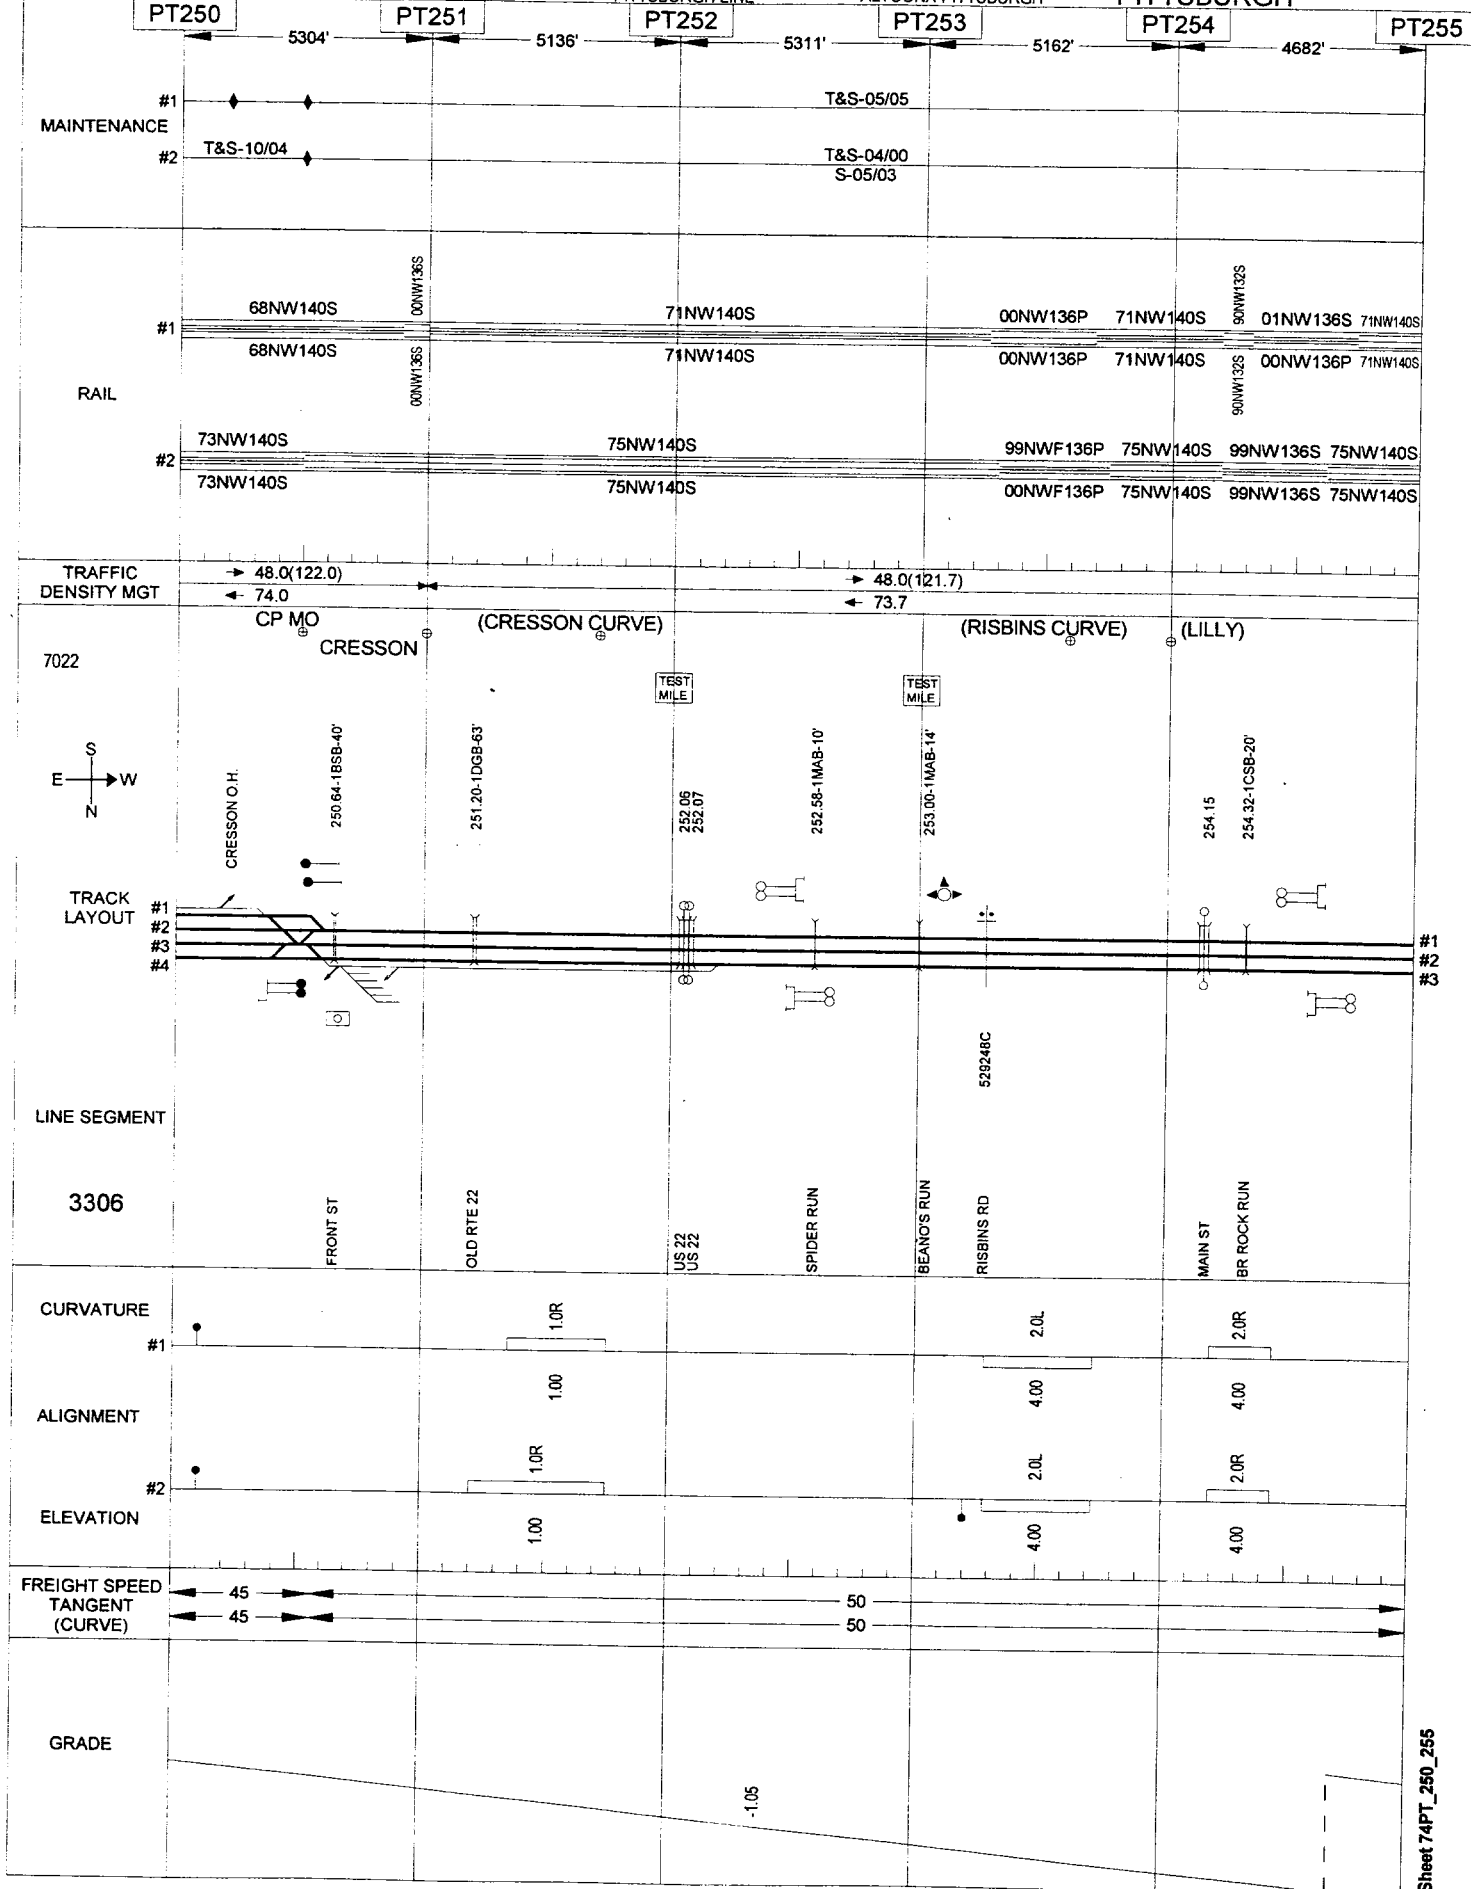 PT250 PT251 PT252 PT253 PT254 PT255
5304' 5136' 5311' 5162' 4682'
MAINTENANCE
#1 T&S-05/05
#2 T&S-10/04 T&S-04/00
S-05/03
RAIL
68NW140S 00NW136S 71NW140S 00NW136P 71NW140S 90NW132S 01NW136S 71NW140S
#1
68NW140S 00NW136S 71NW140S 00NW136P 71NW140S 90NW132S 00NW136P 71NW140S
73NW140S 75NW140S 99NWF136P 75NW140S 99NW136S 75NW140S
#2
73NW140S 75NW140S 00NWF136P 75NW140S 99NW136S 75NW140S
TRAFFIC
DENSITY MGT
48.0(122.0) 48.0(121.7)
74.0 73.7
CP MO (CRESSON CURVE) (RISBINS CURVE) (LILLY)
CRESSON
7022
TEST
MILE
TEST
MILE
S
E W
N
CRESSON O.H.
250.64-1BSB-40'
251.20-1DGB-63'
252.06
252.07
252.58-1MAB-10'
253.00-1MAB-14'
254.15
254.32-1CSB-20'
TRACK
LAYOUT
#1
#2
#3
#4
#1
#2
#3
529248C
LINE SEGMENT
3306
FRONT ST
OLD RTE 22
US 22
US 22
SPIDER RUN
BEANO'S RUN
RISBINS RD
MAIN ST
BR ROCK RUN
CURVATURE
#1
1.0R 2.0L 2.0R
1.00 4.00 4.00
ALIGNMENT
#2
1.0R 2.0L 2.0R
ELEVATION
1.00 4.00 4.00
FREIGHT SPEED
TANGENT
(CURVE)
45 50
45 50
GRADE
-1.05
Sheet 74PT_250_255